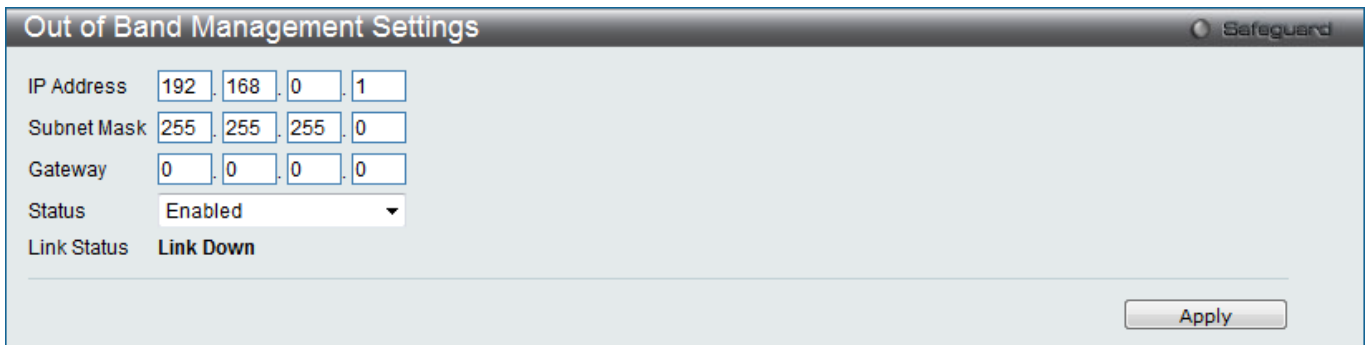 Out of Band Management Settings Safeguard
IP Address 192 . 168 . 0 . 1
Subnet Mask 255 . 255 . 255 . 0
Gateway 0 . 0 . 0 . 0
Status Enabled
Link Status Link Down
Apply